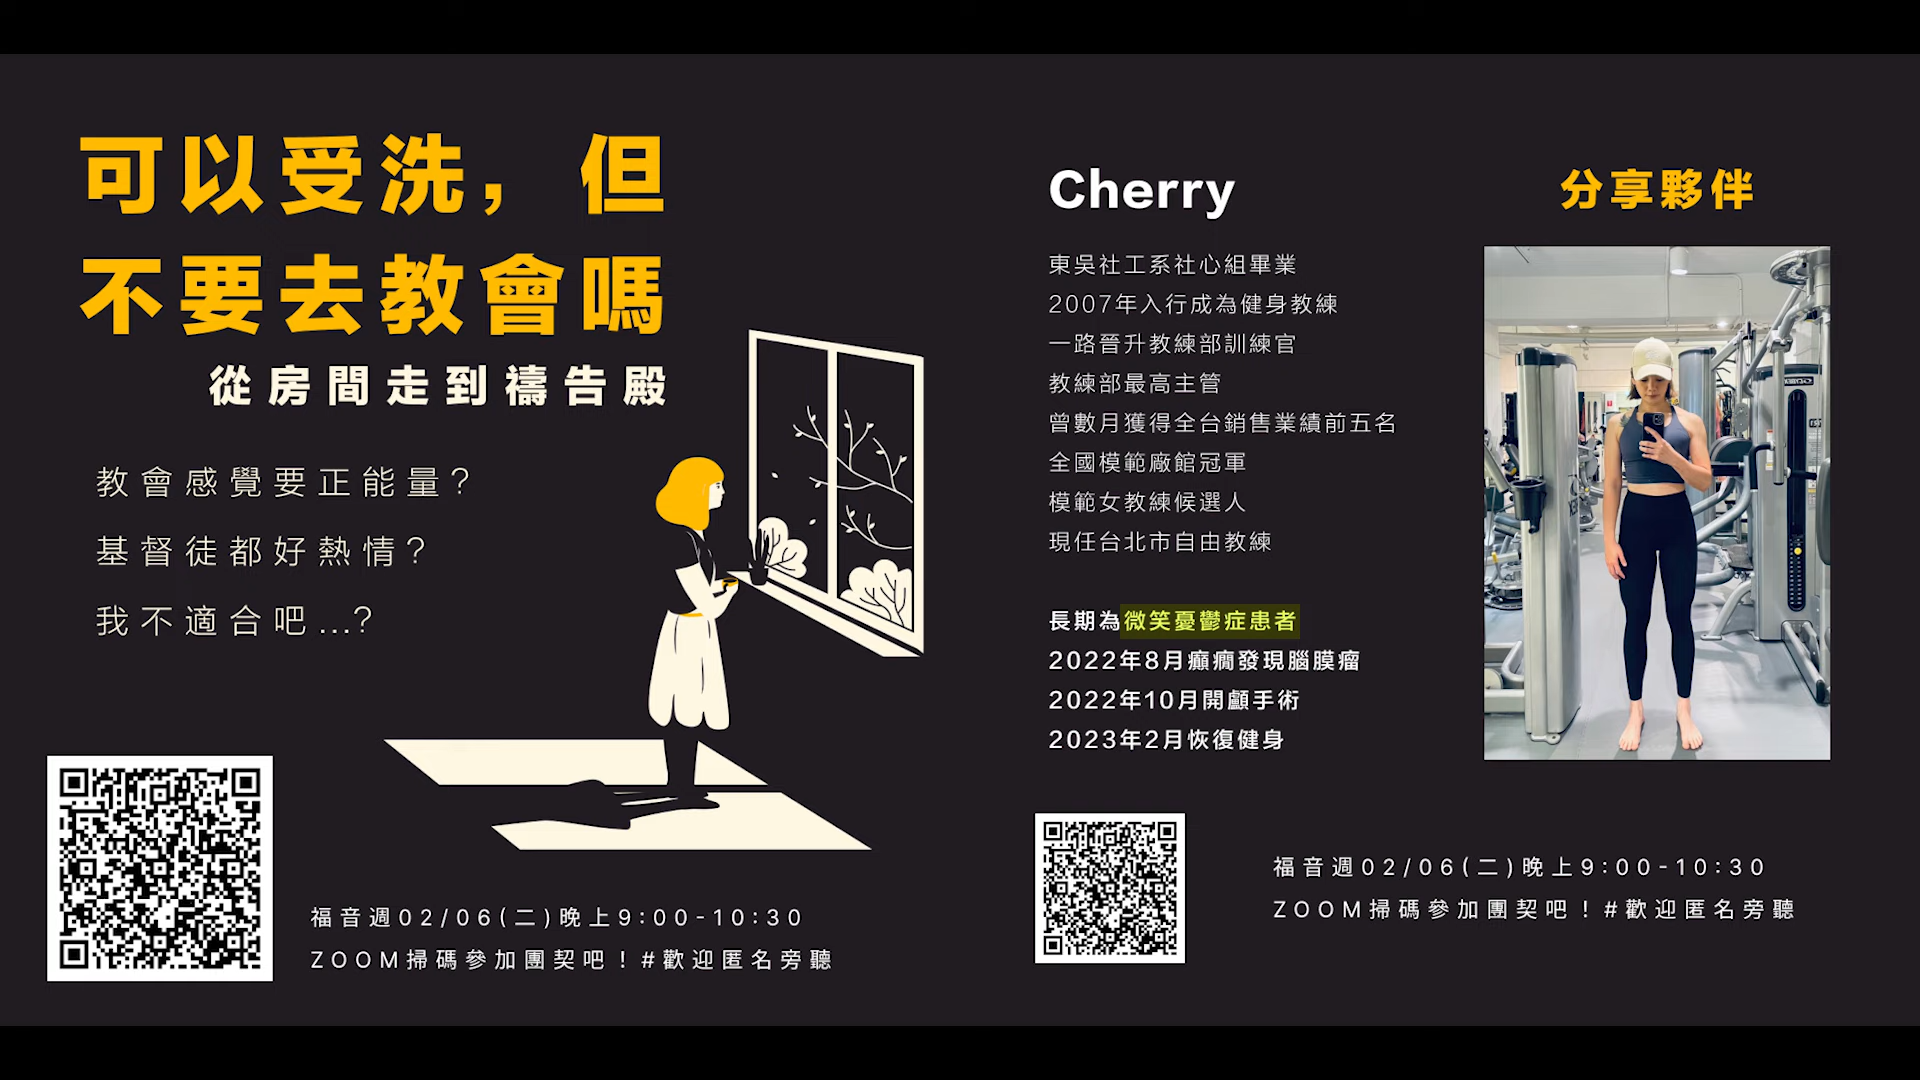 可以受洗，但
不要去教會嗎
從房間走到禱告殿
教會感覺要正能量？
基督徒都好熱情？
我不適合吧...?
福音週02/06(二)晚上9:00-10:30
ZOOM掃碼參加團契吧！#歡迎匿名旁聽
Cherry
分享夥伴
東吳社工系社心組畢業
2007年入行成為健身教練
一路晉升教練部訓練官
教練部最高主管
曾數月獲得全台銷售業績前五名
全國模範廠館冠軍
模範女教練候選人
現任台北市自由教練
長期為微笑憂鬱症患者
2022年8月癲癇發現腦膜瘤
2022年10月開顱手術
2023年2月恢復健身
福音週02/06(二)晚上9:00-10:30
ZOOM掃碼參加團契吧！#歡迎匿名旁聽